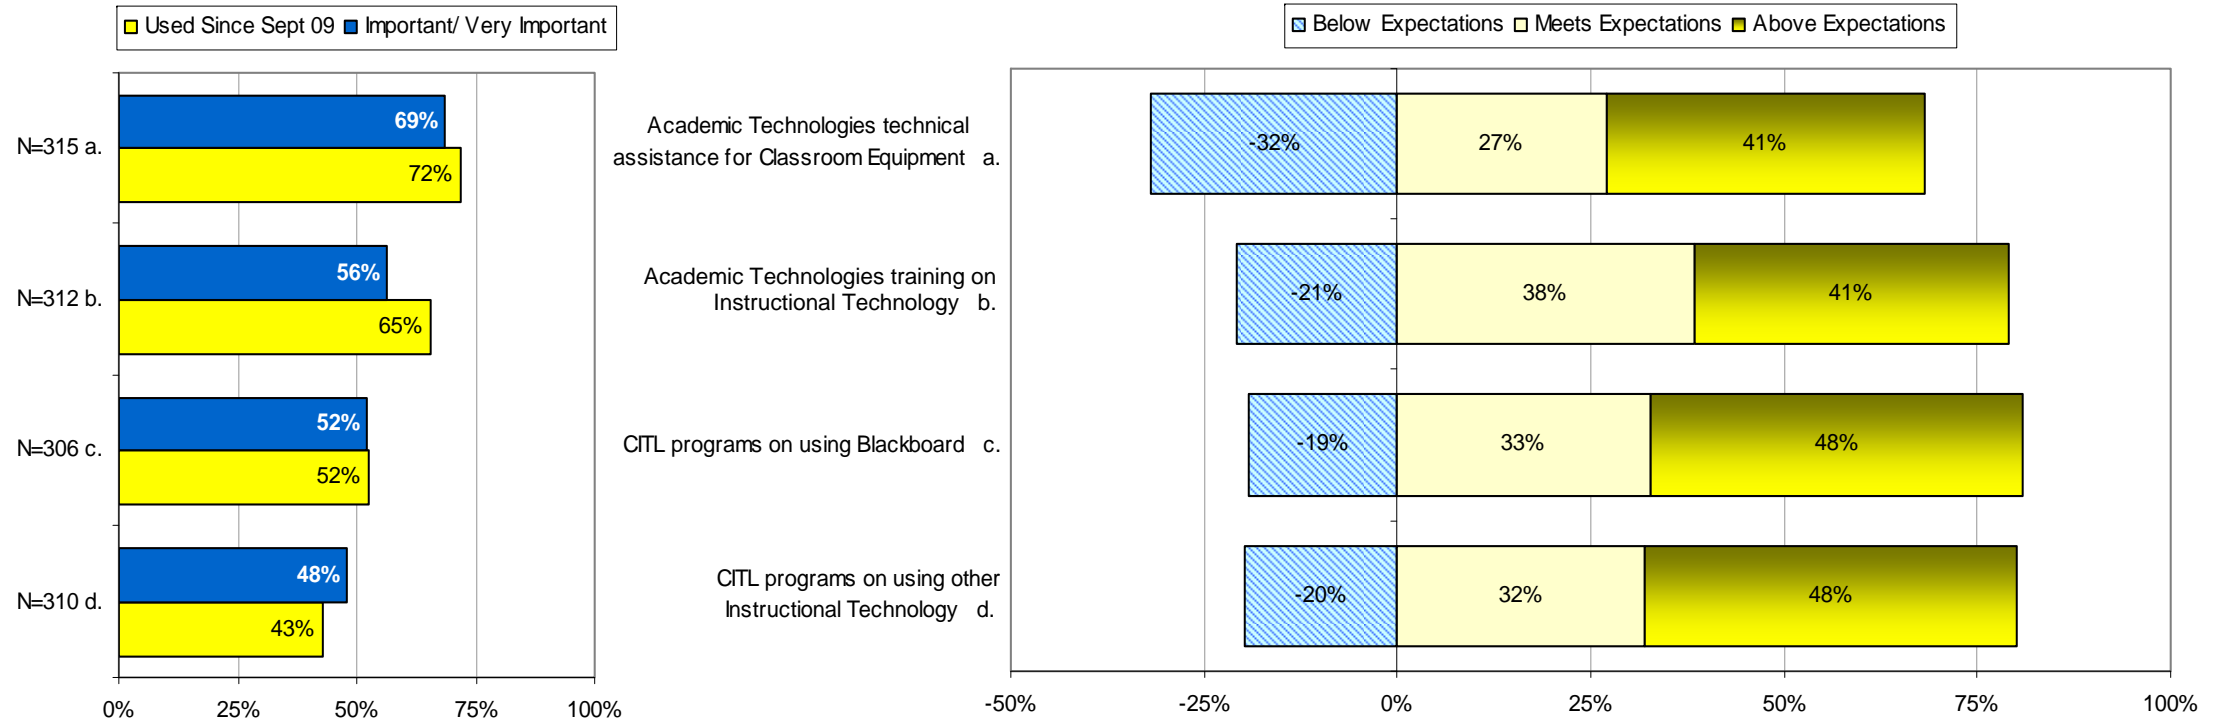 Used Since Sept 09 Important/ Very Important
Below Expectations Meets Expectations Above Expectations
N=315 a.
69%
72%
N=312 b.
56%
65%
N=306 c.
52%
52%
N=310 d.
48%
43%
0% 25% 50% 75% 100%
Academic Technologies technical
assistance for Classroom Equipment a.
-32% 27% 41%
Academic Technologies training on
Instructional Technology b.
-21% 38% 41%
CITL programs on using Blackboard c.
-19% 33% 48%
CITL programs on using other
Instructional Technology d.
-20% 32% 48%
-50% -25% 0% 25% 50% 75% 100%